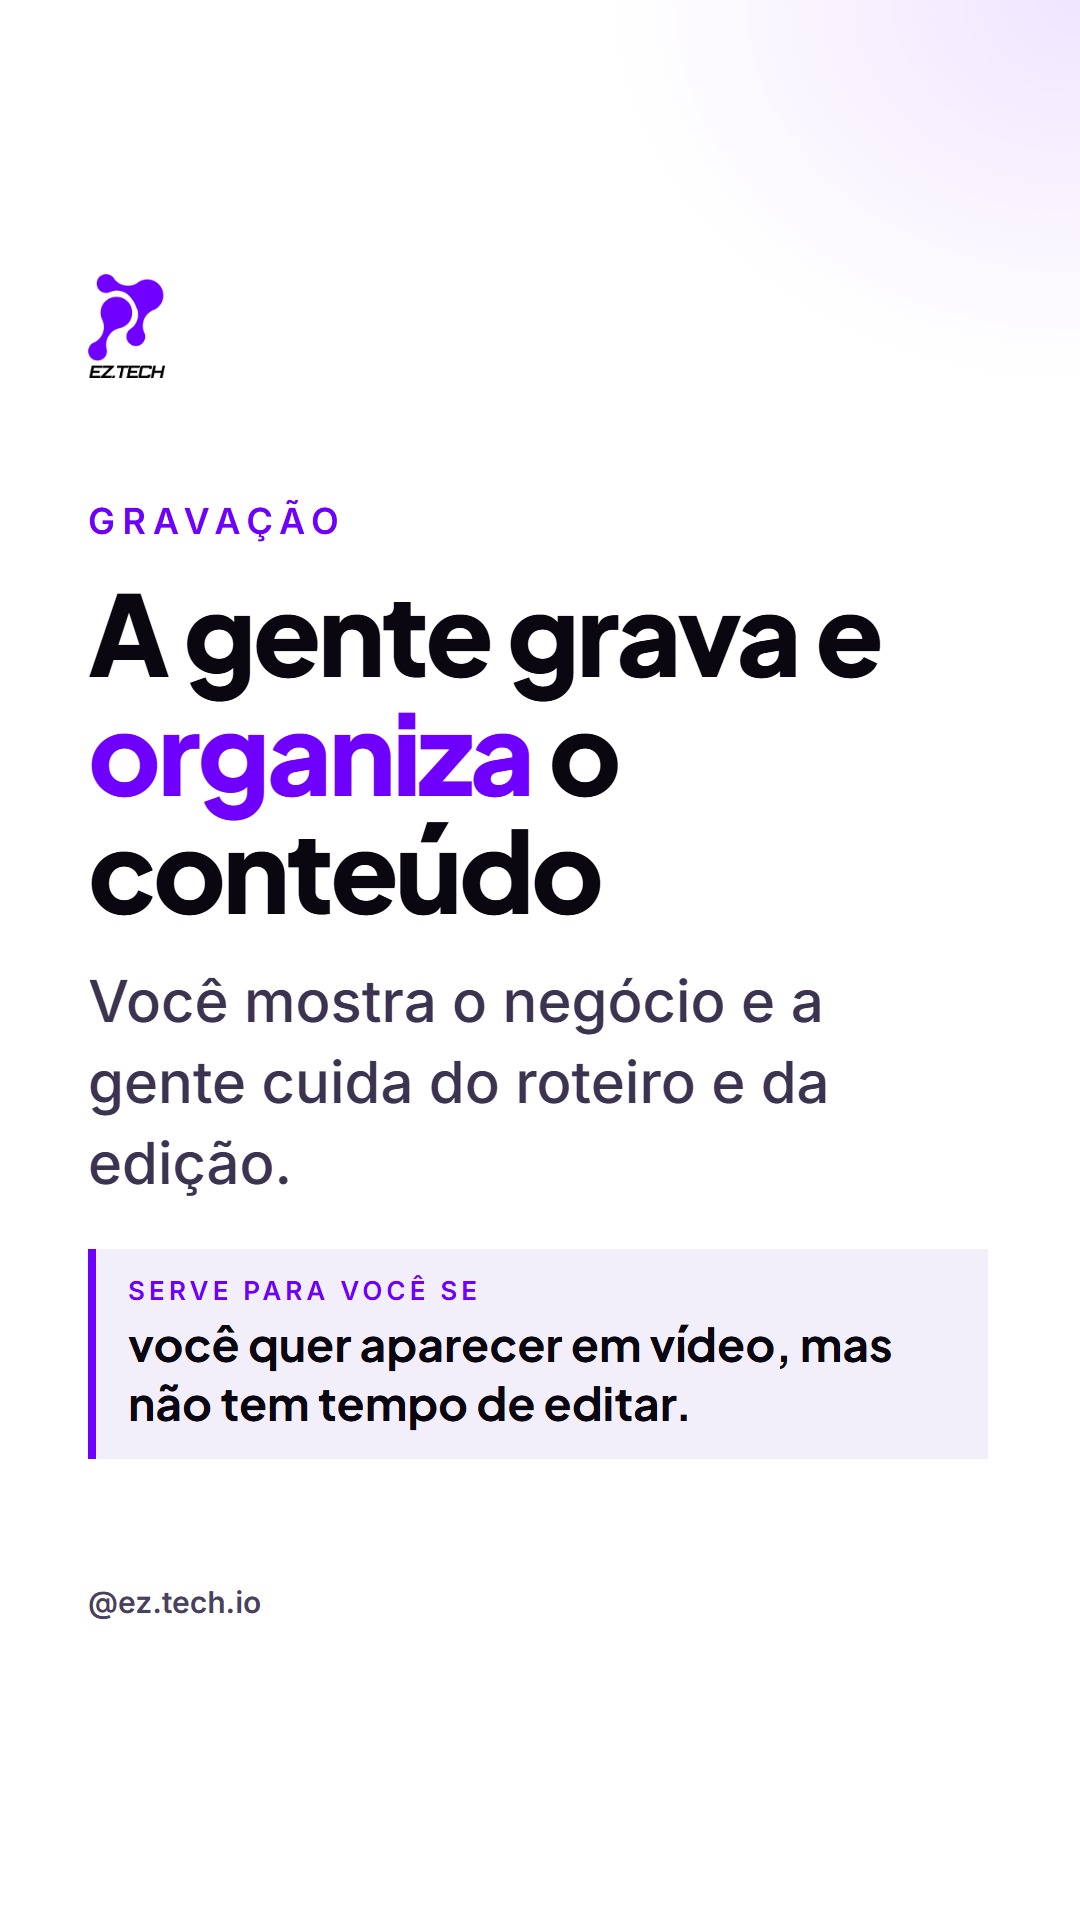 EZ.TECH
GRAVAÇÃO
A gente grava e
organiza o
conteúdo
Você mostra o negócio e a
gente cuida do roteiro e da
edição.
SERVE PARA VOCÊ SE
você quer aparecer em vídeo, mas
não tem tempo de editar.
@ez.tech.io